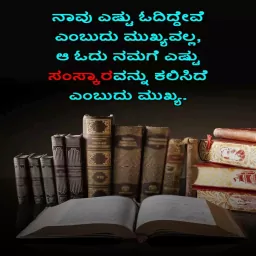 ನಾವು ಎಷ್ಟು ಓದಿದ್ದೇವೆ
ಎಂಬುದು ಮುಖ್ಯವಲ್ಲ,
ಆ ಓದು ನಮಗೆ ಎಷ್ಟು
ಸಂಸ್ಕಾರವನ್ನು ಕಲಿಸಿದೆ
ಎಂಬುದು ಮುಖ್ಯ.